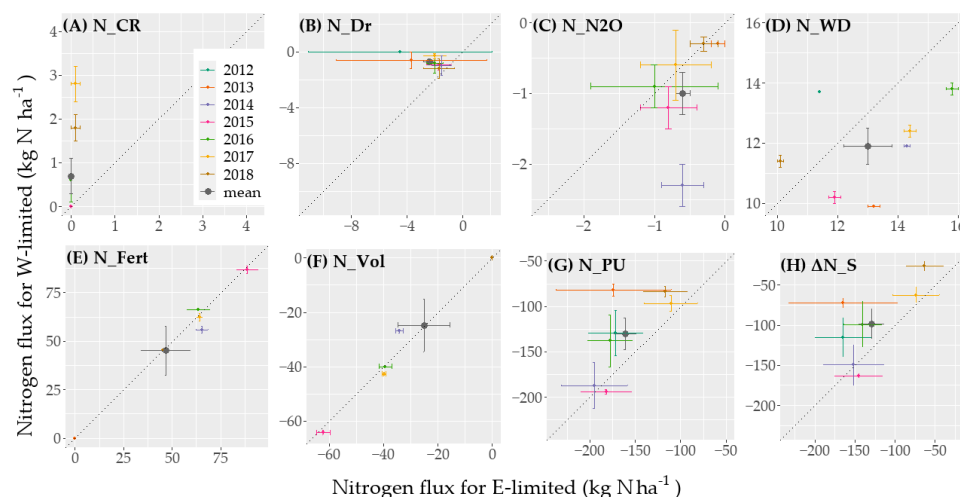 (A) N_CR
(B) N_Dr
(C) N_N2O
(D) N_WD
4
3
2
1
0
0
−2
−4
−6
−8
0
−1
−2
16
14
12
10
2012
2013
2014
2015
2016
2017
2018
mean
0 1 2 3 4
−8 −4 0
−2 −1 0
10 12 14 16
Nitrogen flux for W-limited (kg N ha⁻¹)
(E) N_Fert
(F) N_Vol
(G) N_PU
(H) ΔN_S
75
50
25
0
0
−20
−40
−60
−50
−100
−150
−200
−50
−100
−150
−200
0 25 50 75
−60 −40 −20 0
−200 −150 −100 −50
−200 −150 −100 −50
Nitrogen flux for E-limited (kg N ha⁻¹)